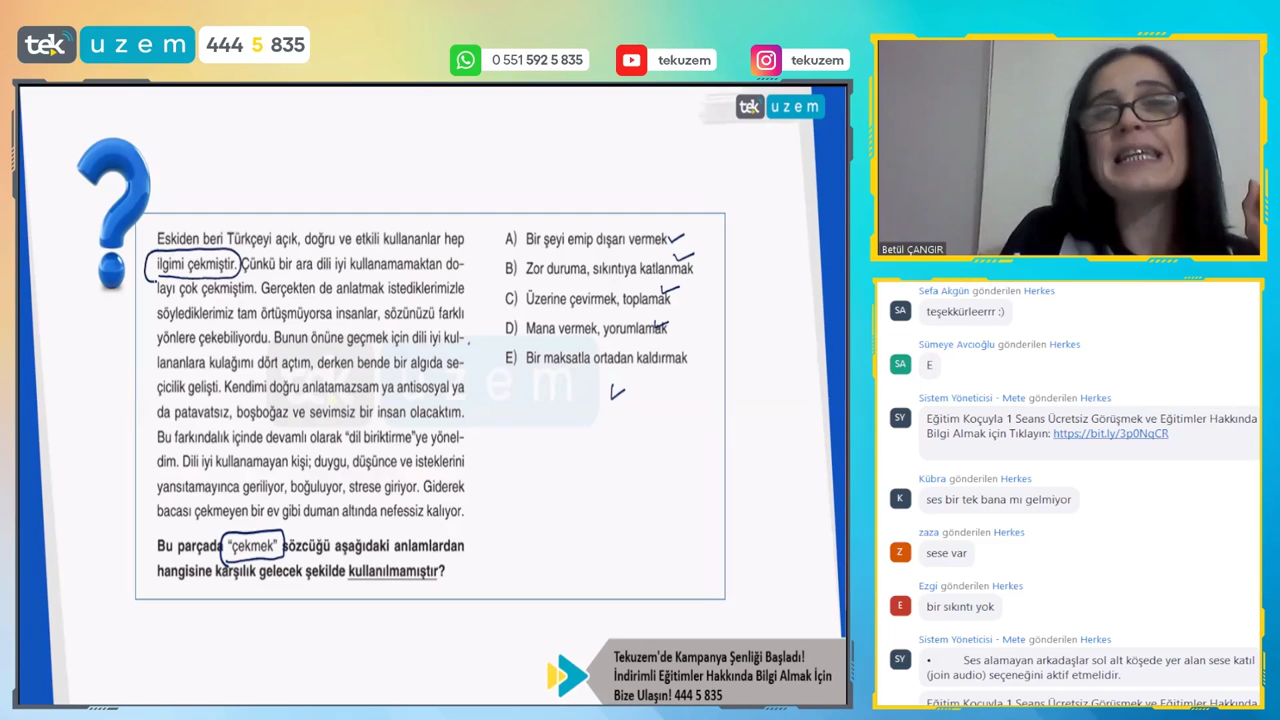 tek uzem 444 5 835
0 551 592 5 835
tekuzem
tekuzem
tek uzem
Eskiden beri Türkçeyi açık, doğru ve etkili kullananlar hep
ilgimi çekmiştir. Çünkü bir ara dili iyi kullanamamaktan do-
layı çok çekmiştim. Gerçekten de anlatmak istediklerimizle
söylediklerimiz tam örtüşmüyorsa insanlar, sözünüzü farklı
yönlere çekebiliyordu. Bunun önüne geçmek için dili iyi kul-
lananlara kulağımı dört açtım, derken bende bir algıda se-
çicilik gelişti. Kendimi doğru anlatamazsam ya antisosyal ya
da patavatsız, boşboğaz ve sevimsiz bir insan olacaktım.
Bu farkındalık içinde devamlı olarak “dil biriktirme”ye yönel-
dim. Dili iyi kullanamayan kişi; duygu, düşünce ve isteklerini
yansıtamayınca geriliyor, boğuluyor, strese giriyor. Giderek
bacası çekmeyen bir ev gibi duman altında nefessiz kalıyor.
Bu parçada “çekmek” sözcüğü aşağıdaki anlamlardan
hangisine karşılık gelecek şekilde kullanılmamıştır?
A) Bir şeyi emip dışarı vermek
B) Zor duruma, sıkıntıya katlanmak
C) Üzerine çevirmek, toplamak
D) Mana vermek, yorumlamak
E) Bir maksatla ortadan kaldırmak
tek uzem
Tekuzem'de Kampanya Şenliği Başladı!
İndirimli Eğitimler Hakkında Bilgi Almak İçin
Bize Ulaşın! 444 5 835
Betül ÇANGIR
Sefa Akgün gönderilen Herkes
SA teşekkürleerrr :)
Sümeye Avcıoğlu gönderilen Herkes
SA E
Sistem Yöneticisi - Mete gönderilen Herkes
SY Eğitim Koçuyla 1 Seans Ücretsiz Görüşmek ve Eğitimler Hakkında
Bilgi Almak için Tıklayın: https://bit.ly/3p0NqCR
Kübra gönderilen Herkes
K ses bir tek bana mı gelmiyor
zaza gönderilen Herkes
Z sese var
Ezgi gönderilen Herkes
E bir sıkıntı yok
Sistem Yöneticisi - Mete gönderilen Herkes
SY • Ses alamayan arkadaşlar sol alt köşede yer alan sese katıl
(join audio) seçeneğini aktif etmelidir.
Eğitim Koçuyla 1 Seans Ücretsiz Görüşmek ve Eğitimler Hakkında